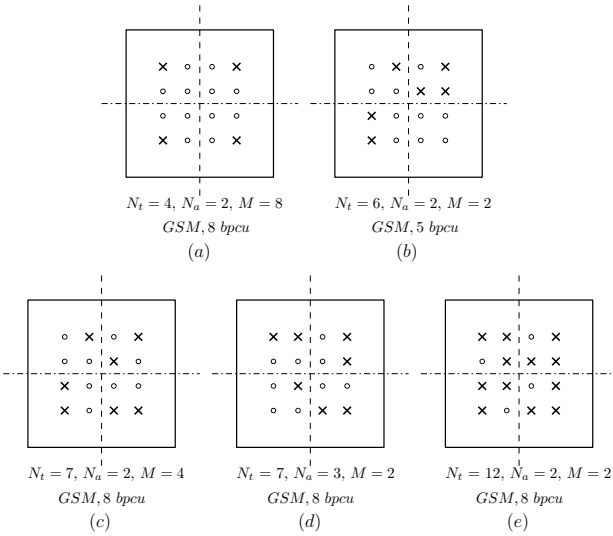 N_t = 4, N_a = 2, M = 8
GSM, 8 bpcu
(a)
N_t = 6, N_a = 2, M = 2
GSM, 5 bpcu
(b)
N_t = 7, N_a = 2, M = 4
GSM, 8 bpcu
(c)
N_t = 7, N_a = 3, M = 2
GSM, 8 bpcu
(d)
N_t = 12, N_a = 2, M = 2
GSM, 8 bpcu
(e)